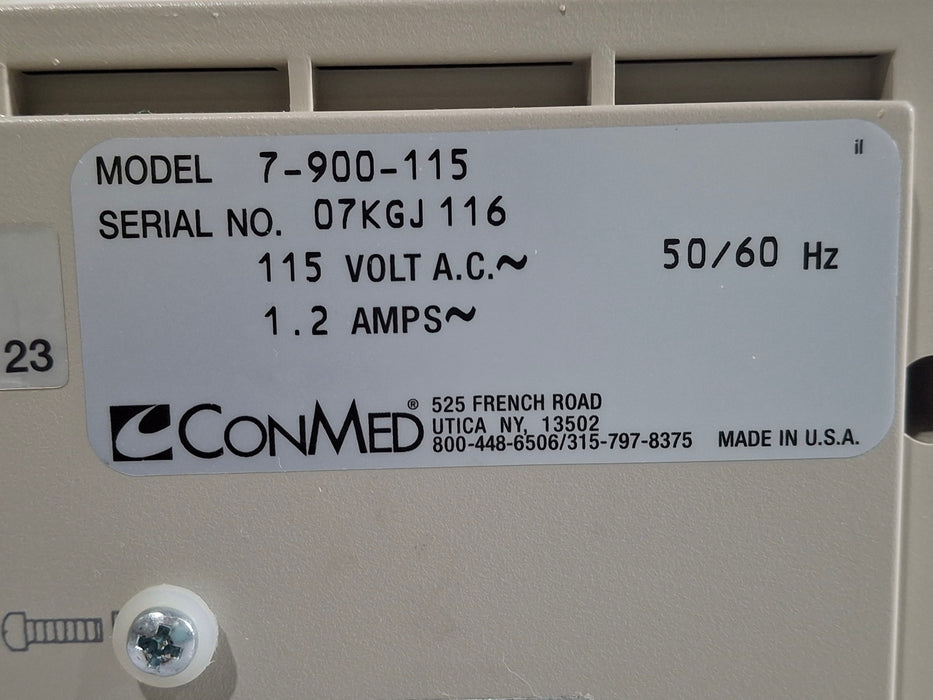 MODEL 7-900-115
SERIAL NO. 07KGJ 116
115 VOLT A.C.~ 50/60 Hz
1.2 AMPS~
23
CONMED®
525 FRENCH ROAD
UTICA NY, 13502
800-448-6506/315-797-8375 MADE IN U.S.A.